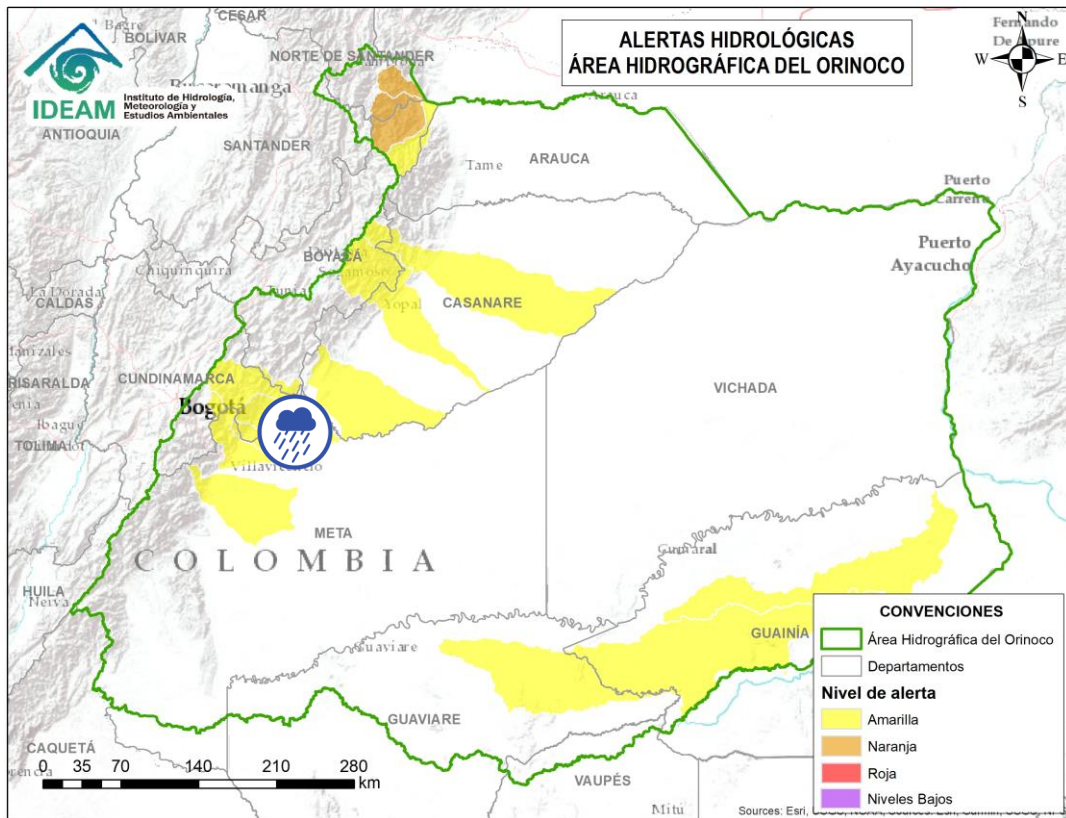 CESAR
BOLÍVAR
ALERTAS HIDROLÓGICAS
ÁREA HIDROGRÁFICA DEL ORINOCO
Fernando
De Apure
N
W
E
S
IDEAM
Instituto de Hidrología,
Meteorología y
Estudios Ambientales
NORTE DE SANTANDER
ANTIOQUIA
SANTANDER
Arauca
ARAUCA
Tame
Puerto
Carreño
Puerto
Ayacucho
BOYACÁ
Sogamoso
Chiquinquira
Tunja
La Dorada
CALDAS
Yopal
CASANARE
VICHADA
RISARALDA
CUNDINAMARCA
Bogotá
Ibague
TOLIMA
Villavicencio
META
COLOMBIA
Cumaral
HUILA
Neiva
Guaviare
GUAINÍA
GUAVIARE
CAQUETÁ
VAUPÉS
Mitú
0 35 70 140 210 280
km
CONVENCIONES
Área Hidrográfica del Orinoco
Departamentos
Nivel de alerta
Amarilla
Naranja
Roja
Niveles Bajos
Sources: Esri,